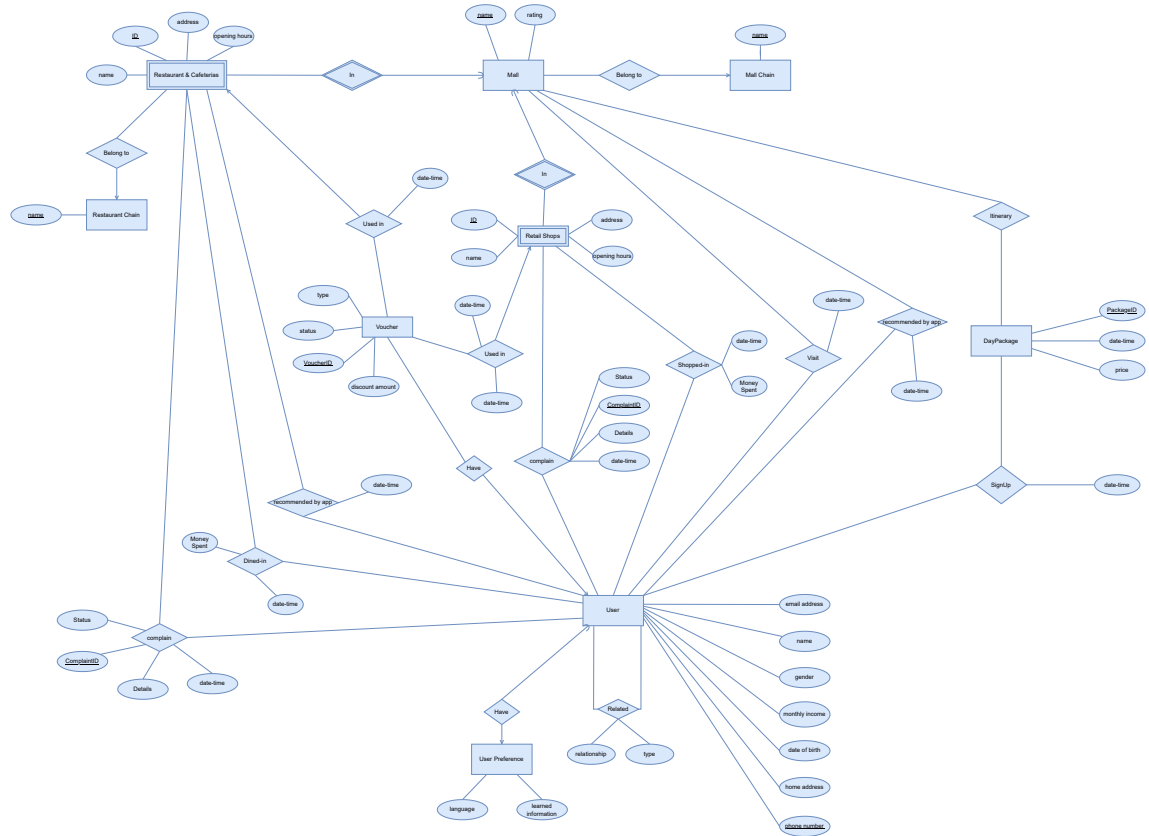 name
rating
address
ID
opening hours
name
name
Restaurant & Cafeterias
In
Mall
Belong to
Mall Chain
Belong to
In
date-time
name
Restaurant Chain
Used in
ID
address
Itinerary
Retail Shops
name
opening hours
type
date-time
date-time
status
Voucher
recommended by app
PackageID
date-time
DayPackage
VoucherID
Used in
Visit
date-time
Shopped-in
price
discount amount
Status
Money
Spent
date-time
date-time
ComplaintID
Details
complain
date-time
Have
date-time
SignUp
date-time
recommended by app
Money
Spent
Dined-in
date-time
User
email address
Status
complain
name
ComplaintID
gender
Details
date-time
Have
Related
monthly income
relationship
type
date of birth
User Preference
home address
language
learned
information
phone number